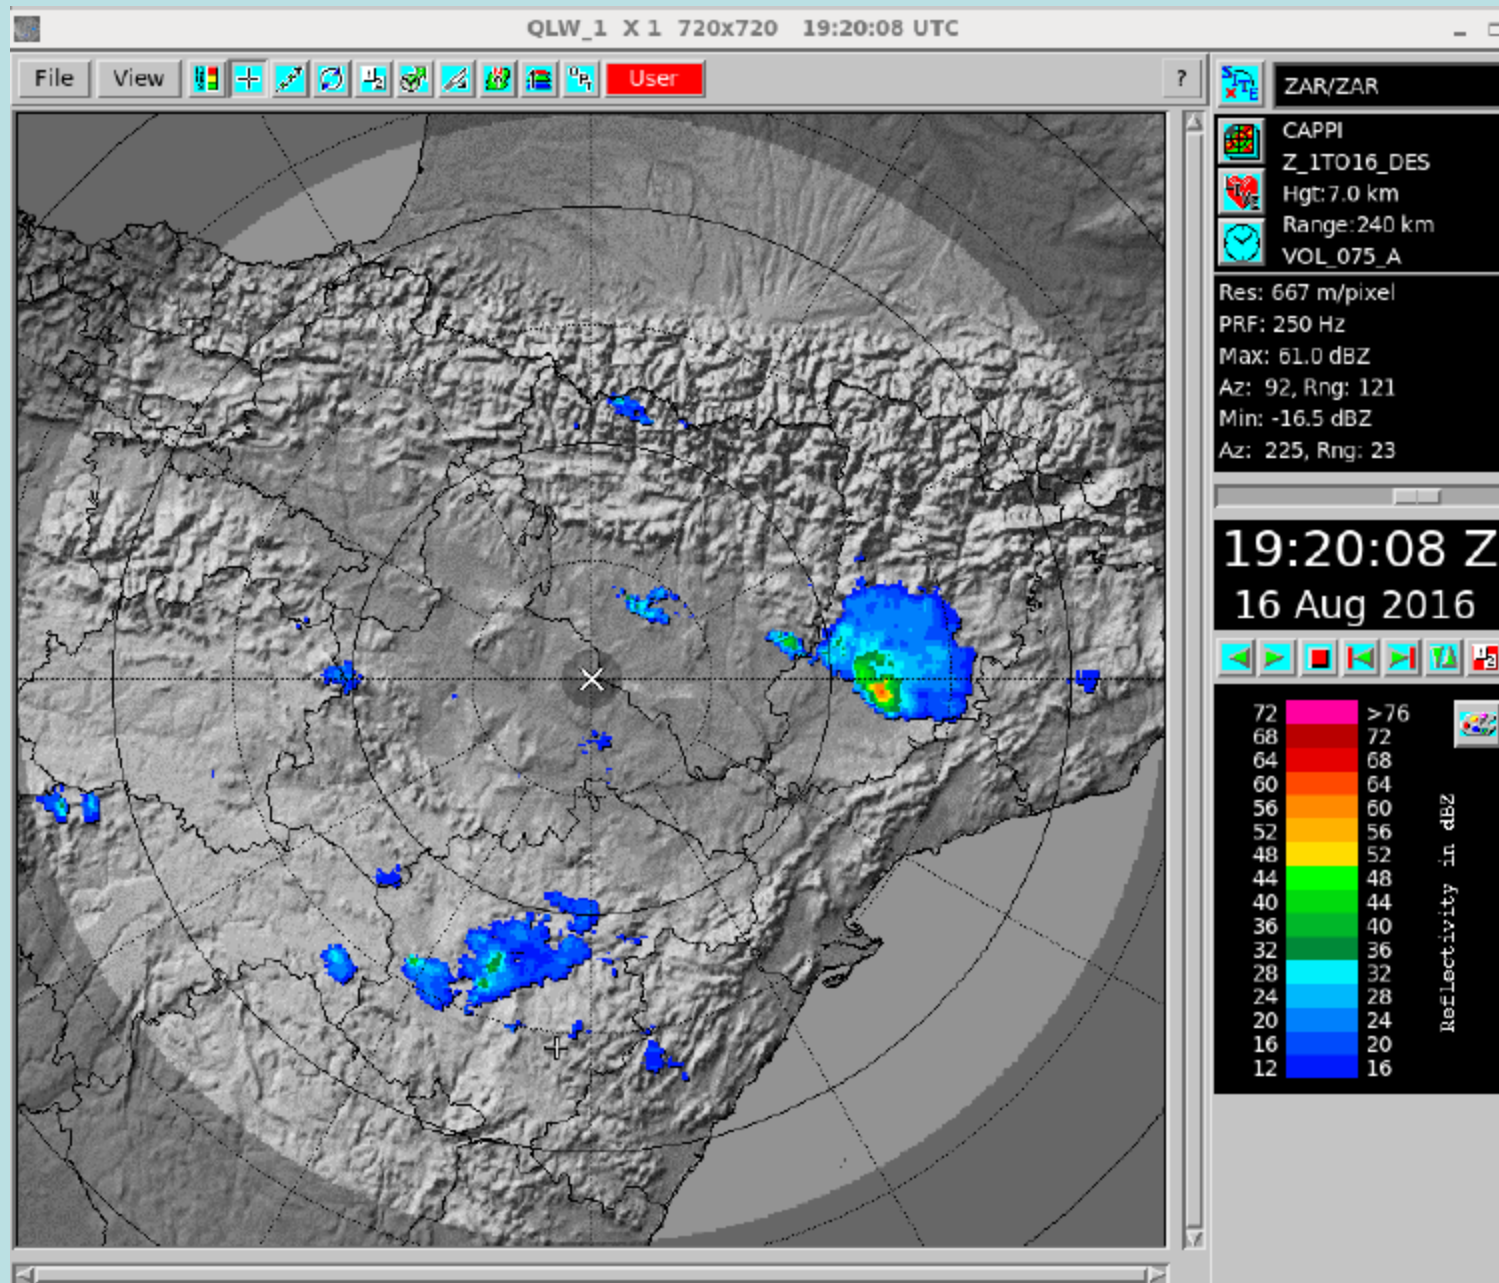 QLW_1 X 1 720x720 19:20:08 UTC
File View User ?
SITE
ZAR/ZAR
CAPPI
Z_1TO16_DES
Hgt:7.0 km
Range:240 km
VOL_075_A
Res: 667 m/pixel
PRF: 250 Hz
Max: 61.0 dBZ
Az: 92, Rng: 121
Min: -16.5 dBZ
Az: 225, Rng: 23
19:20:08 Z
16 Aug 2016
72 >76
68 72
64 68
60 64
56 60
52 56
48 52
44 48
40 44
36 40
32 36
28 32
24 28
20 24
16 20
12 16
Reflectivity in dBZ